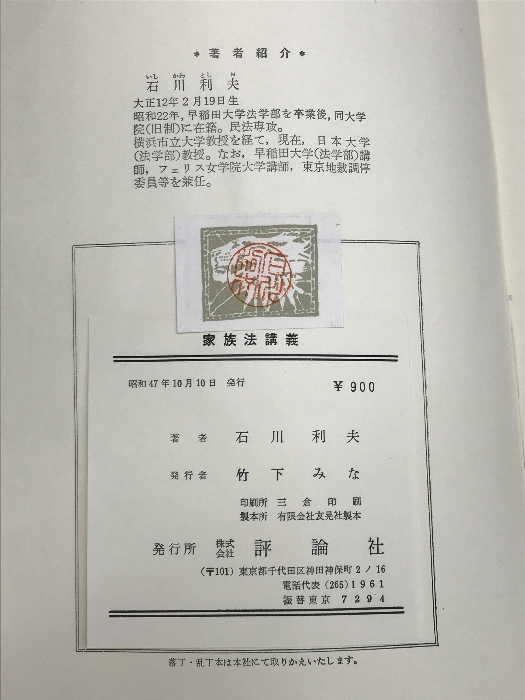 ＊著者紹介＊
いし かわ とし お
石川利夫
大正12年2月19日生
昭和22年，早稲田大学法学部を卒業後，同大学
院(旧制)に在籍。民法専攻。
横浜市立大学教授を経て，現在，日本大学
(法学部)教授。なお，早稲田大学(法学部)講
師，フェリス女学院大学講師，東京地裁調停
委員等を兼任。
家族法講義
昭和47年10月10日 発行 ￥900
著者 石川利夫
発行者 竹下みな
印刷所 三倉印刷
製本所 有限会社友晃社製本
発行所 株式会社 評論社
(〒101) 東京都千代田区神田神保町2ノ16
電話代表(265)1961
振替東京 7294
落丁・乱丁本は本社にて取りかえいたします。